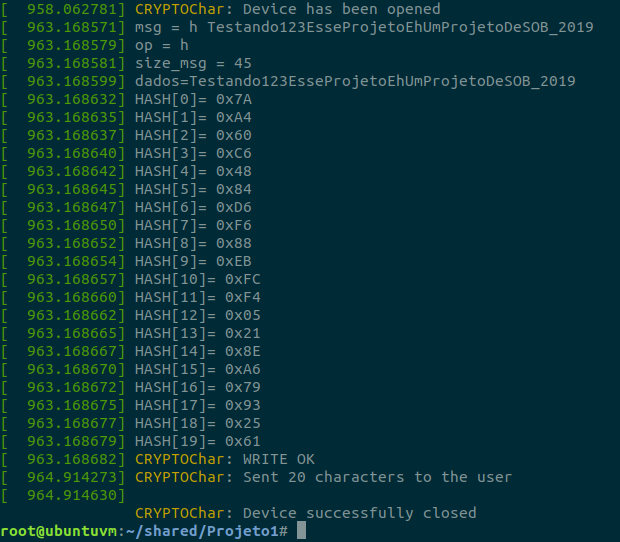 [  958.062781] CRYPTOChar: Device has been opened
[  963.168571] msg = h Testando123EsseProjetoEhUmProjetoDeSOB_2019
[  963.168576] op = h
[  963.168581] size_msg = 45
[  963.168599] dados=Testando123EsseProjetoEhUmProjetoDeSOB_2019
[  963.168632] HASH[0]= 0x7A
[  963.168635] HASH[1]= 0xA4
[  963.168637] HASH[2]= 0x60
[  963.168640] HASH[3]= 0xC6
[  963.168642] HASH[4]= 0x48
[  963.168645] HASH[5]= 0x84
[  963.168647] HASH[6]= 0xD6
[  963.168650] HASH[7]= 0xF6
[  963.168652] HASH[8]= 0x88
[  963.168654] HASH[9]= 0xEB
[  963.168657] HASH[10]= 0xFC
[  963.168660] HASH[11]= 0xF4
[  963.168662] HASH[12]= 0x05
[  963.168665] HASH[13]= 0x21
[  963.168667] HASH[14]= 0x8E
[  963.168670] HASH[15]= 0xA6
[  963.168672] HASH[16]= 0x79
[  963.168675] HASH[17]= 0x93
[  963.168677] HASH[18]= 0x25
[  963.168679] HASH[19]= 0x61
[  963.168682] CRYPTOChar: WRITE OK
[  964.914273] CRYPTOChar: Sent 20 characters to the user
[  964.914630]
CRYPTOChar: Device successfully closed
root@ubuntuvm:~/shared/Projeto1#